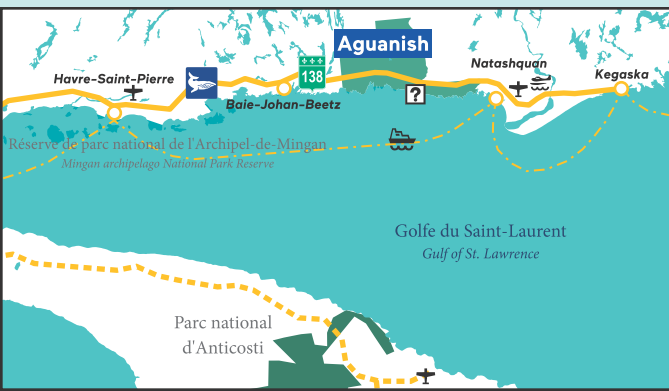 Aguanish
Natashquan
Havre-Saint-Pierre
138
Kegaska
Baie-Johan-Beetz
?
Réserve de parc national de l'Archipel-de-Mingan
Mingan archipelago National Park Reserve
Golfe du Saint-Laurent
Gulf of St. Lawrence
Parc national
d'Anticosti